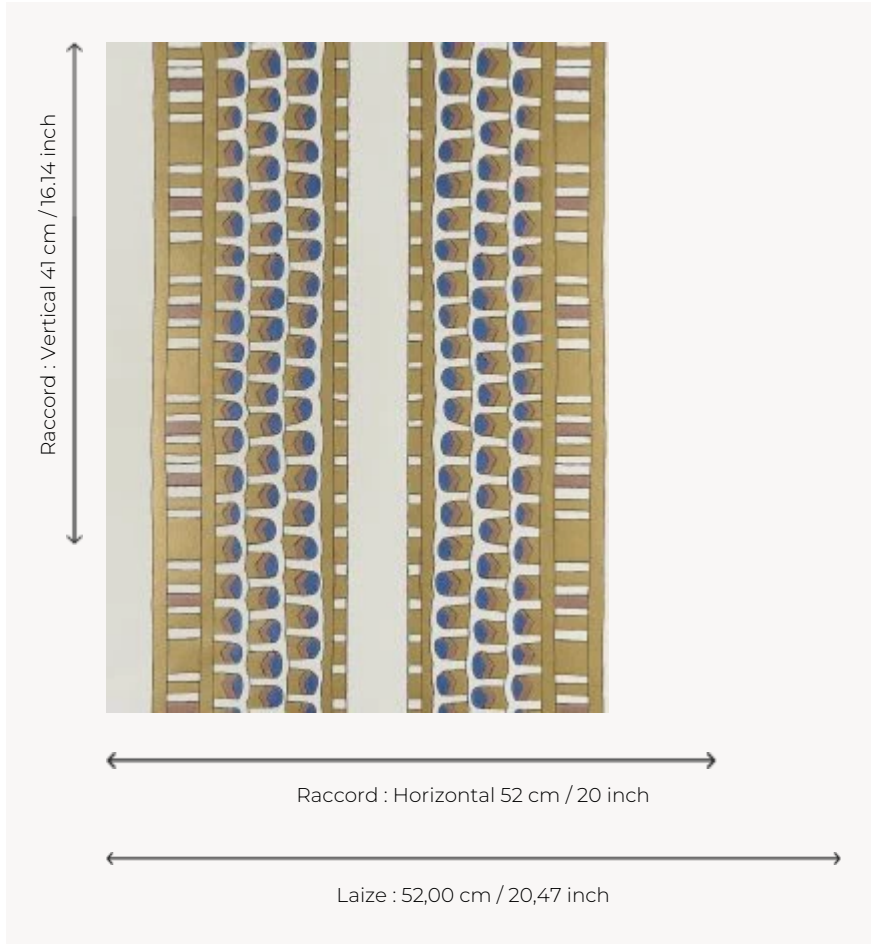 Raccord : Vertical 41 cm / 16.14 inch
Raccord : Horizontal 52 cm / 20 inch
Laize : 52,00 cm / 20,47 inch